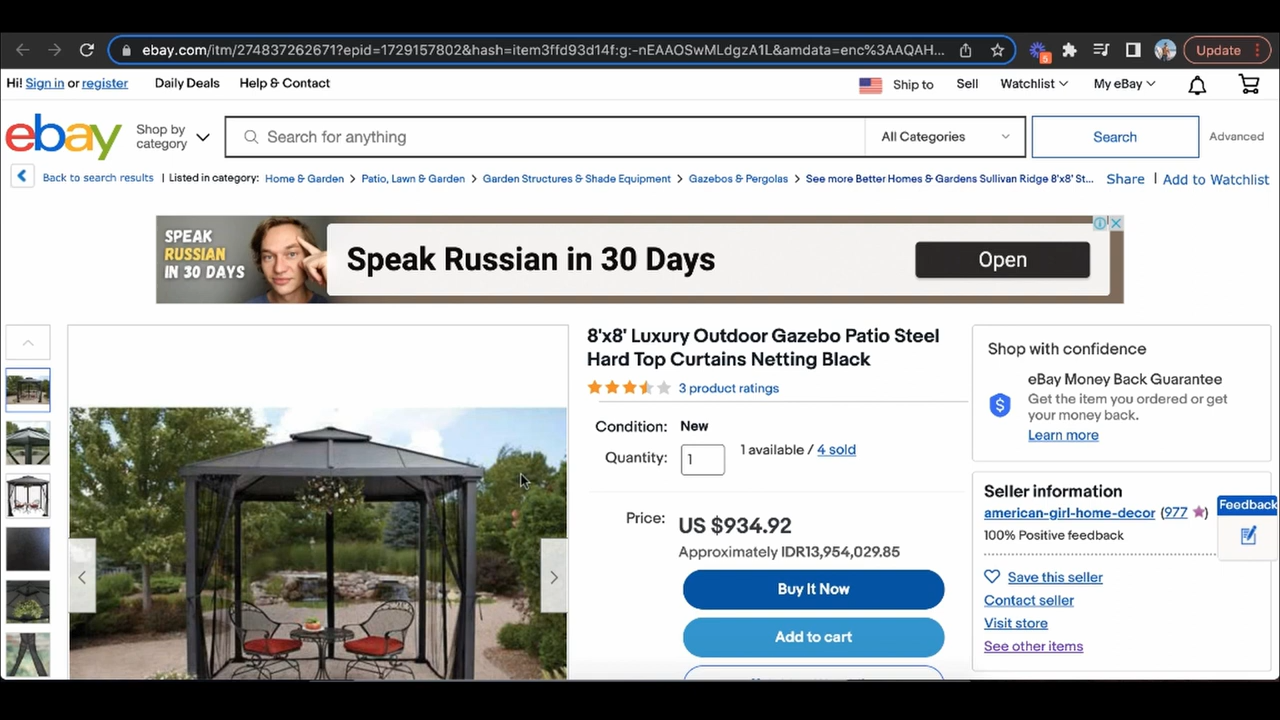 ebay.com/itm/274837262671?epid=1729157802&hash=item3ffd93d14f:g:~nEAAOSwMLdgzA1L&amdata=enc%3AAQAH...
6
Update
Hi! Sign in or register
Daily Deals
Help & Contact
Ship to
Sell
Watchlist
My eBay
ebay
Shop by
category
Search for anything
All Categories
Search
Advanced
Back to search results | Listed in category: Home & Garden > Patio, Lawn & Garden > Garden Structures & Shade Equipment > Gazebos & Pergolas > See more Better Homes & Gardens Sullivan Ridge 8'x8' St...
Share | Add to Watchlist
SPEAK
RUSSIAN
IN 30 DAYS
Speak Russian in 30 Days
Open
8'x8' Luxury Outdoor Gazebo Patio Steel
Hard Top Curtains Netting Black
3 product ratings
Condition: New
Quantity: 1
1 available / 4 sold
Price: US $934.92
Approximately IDR13,954,029.85
Buy It Now
Add to cart
Shop with confidence
eBay Money Back Guarantee
Get the item you ordered or get
your money back.
Learn more
Seller information
american-girl-home-decor (977)
100% Positive feedback
Save this seller
Contact seller
Visit store
See other items
Feedback